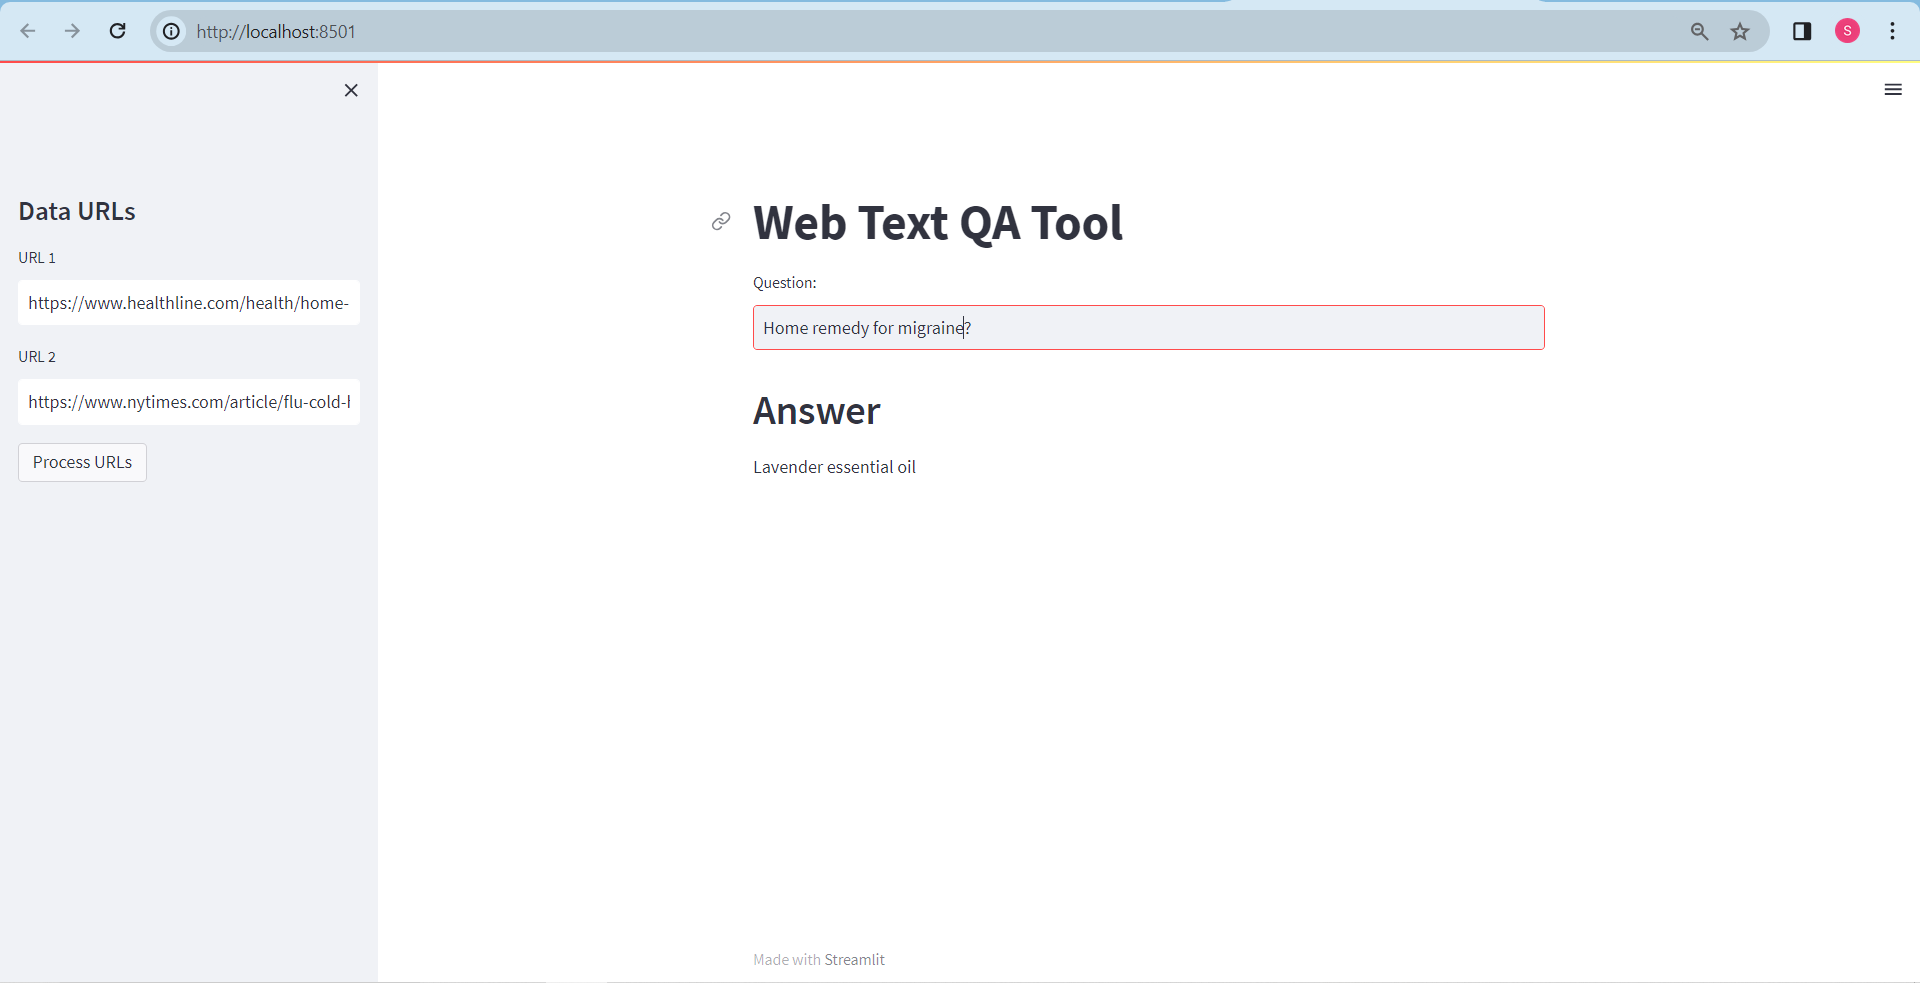 http://localhost:8501
S
Data URLs
URL 1
https://www.healthline.com/health/home-
URL 2
https://www.nytimes.com/article/flu-cold-
Process URLs
Web Text QA Tool
Question:
Home remedy for migraine?
Answer
Lavender essential oil
Made with Streamlit